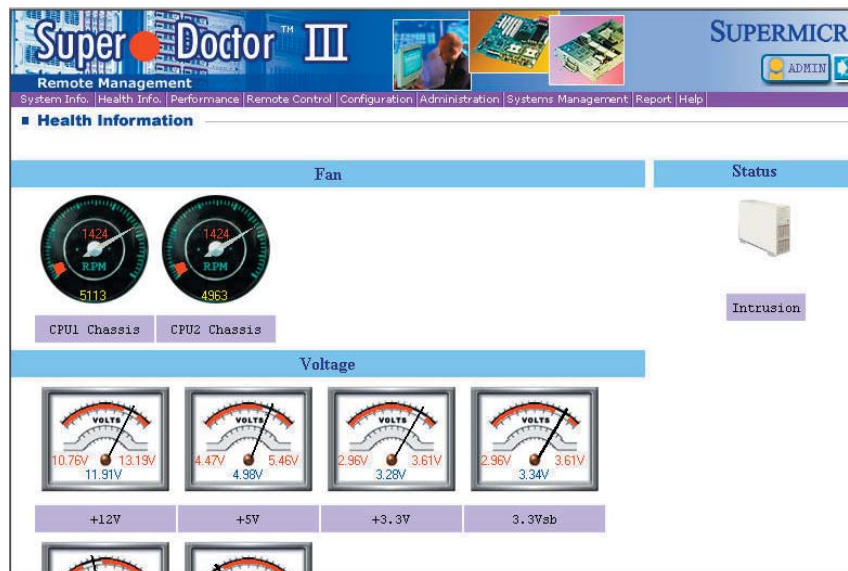 Super Doctor™ III
SUPERMICR
ADMIN
Remote Management
System Info. | Health Info. | Performance | Remote Control | Configuration | Administration | Systems Management | Report | Help
Health Information
Fan
Status
1424
RPM
5113
1424
RPM
4963
CPU1 Chassis
CPU2 Chassis
Intrusion
Voltage
VOLTS
10.76V 13.19V
11.91V
VOLTS
4.47V 5.46V
4.98V
VOLTS
2.96V 3.61V
3.28V
VOLTS
2.96V 3.61V
3.34V
+12V
+5V
+3.3V
3.3Vsb